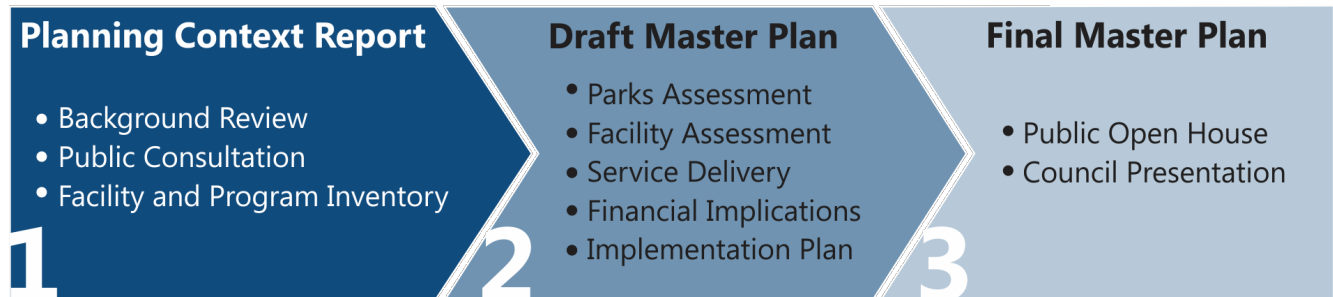 Planning Context Report
• Background Review
• Public Consultation
• Facility and Program Inventory
1
Draft Master Plan
• Parks Assessment
• Facility Assessment
• Service Delivery
• Financial Implications
• Implementation Plan
2
Final Master Plan
• Public Open House
• Council Presentation
3